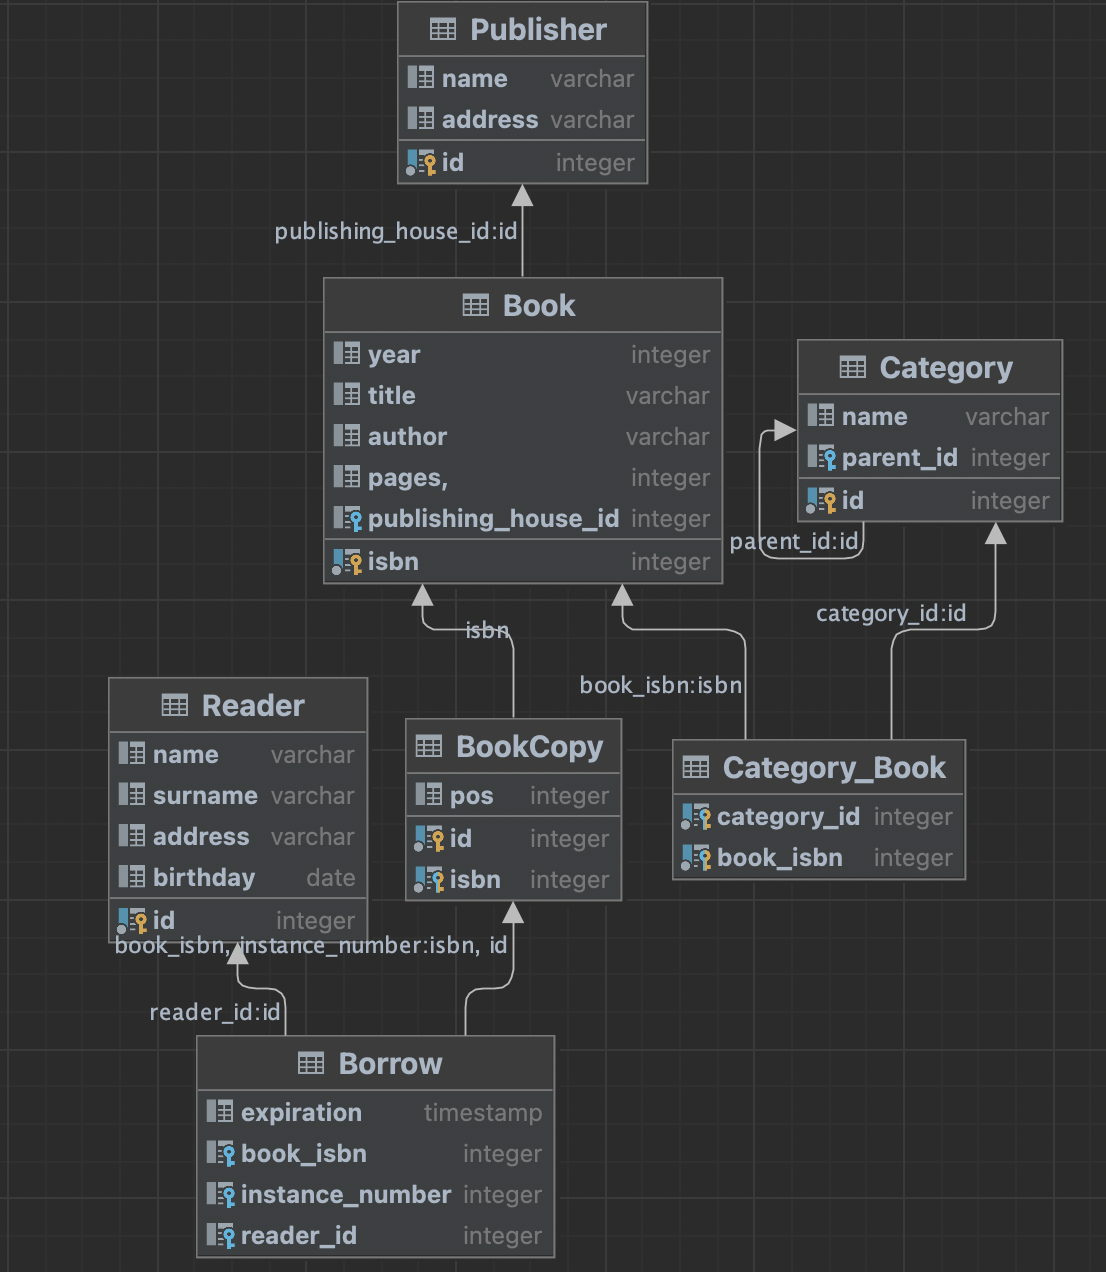 Publisher
name varchar
address varchar
id integer
publishing_house_id:id
Book
year integer
title varchar
author varchar
pages, integer
publishing_house_id integer
isbn integer
Category
name varchar
parent_id integer
id integer
parent_id:id
category_id:id
isbn
book_isbn:isbn
Reader
name varchar
surname varchar
address varchar
birthday date
id integer
BookCopy
pos integer
id integer
isbn integer
Category_Book
category_id integer
book_isbn integer
book_isbn, instance_number:isbn, id
reader_id:id
Borrow
expiration timestamp
book_isbn integer
instance_number integer
reader_id integer